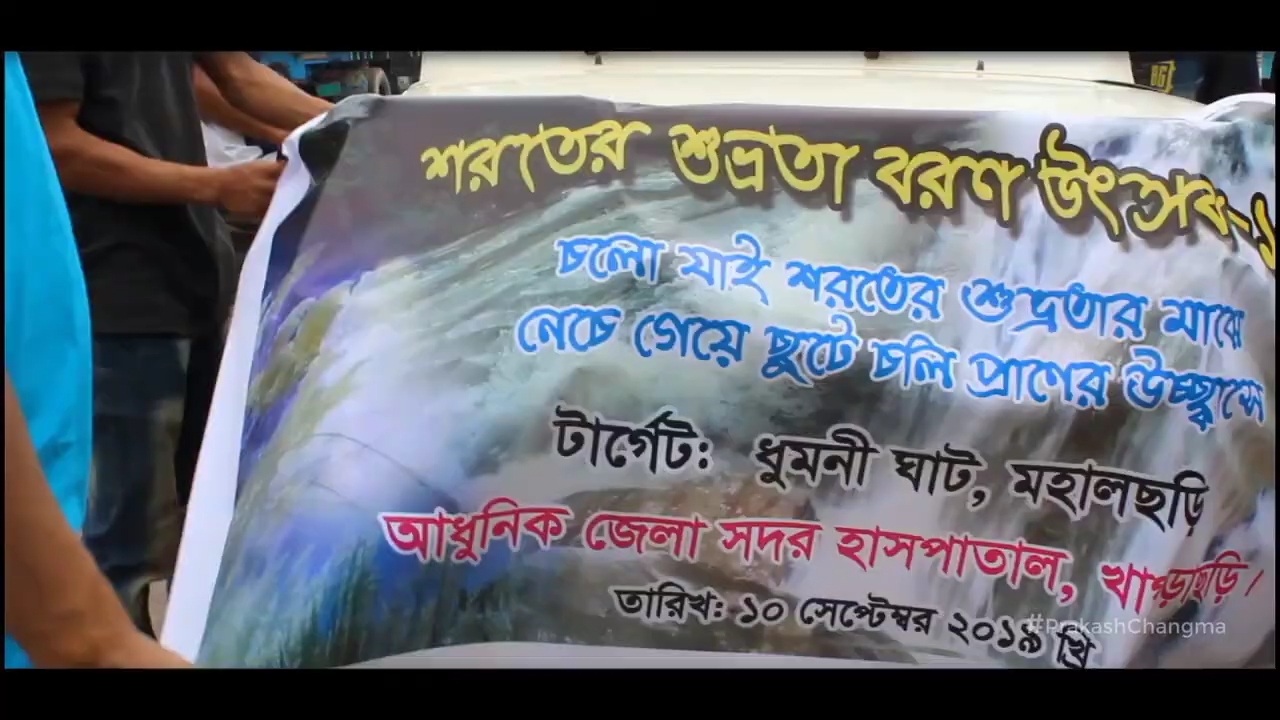 শরতের শুভ্রতা বরণ উৎসব-১
চলো যাই শরতের শুভ্রতার মাঝে
নেচে গেয়ে ছুটে চলি প্রাণের উচ্ছ্বাসে
টার্গেট: ধুমনী ঘাট, মহালছড়ি
আধুনিক জেলা সদর হাসপাতাল, খাগড়াছড়ি।
তারিখ: ১০ সেপ্টেম্বর ২০১৯ খ্রি
#PrakashChangma